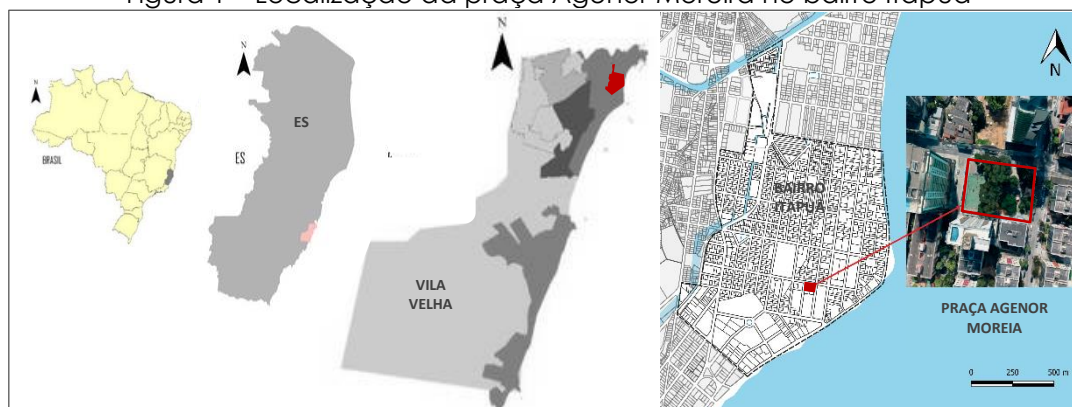 Figura 1 – Localização da praça Agenor Moreira no bairro Itapuã
N
BRASIL
N
ES
ES
N
VILA
VELHA
BAIRRO
ITAPUÃ
N
PRAÇA AGENOR
MOREIA
0 250 500 m